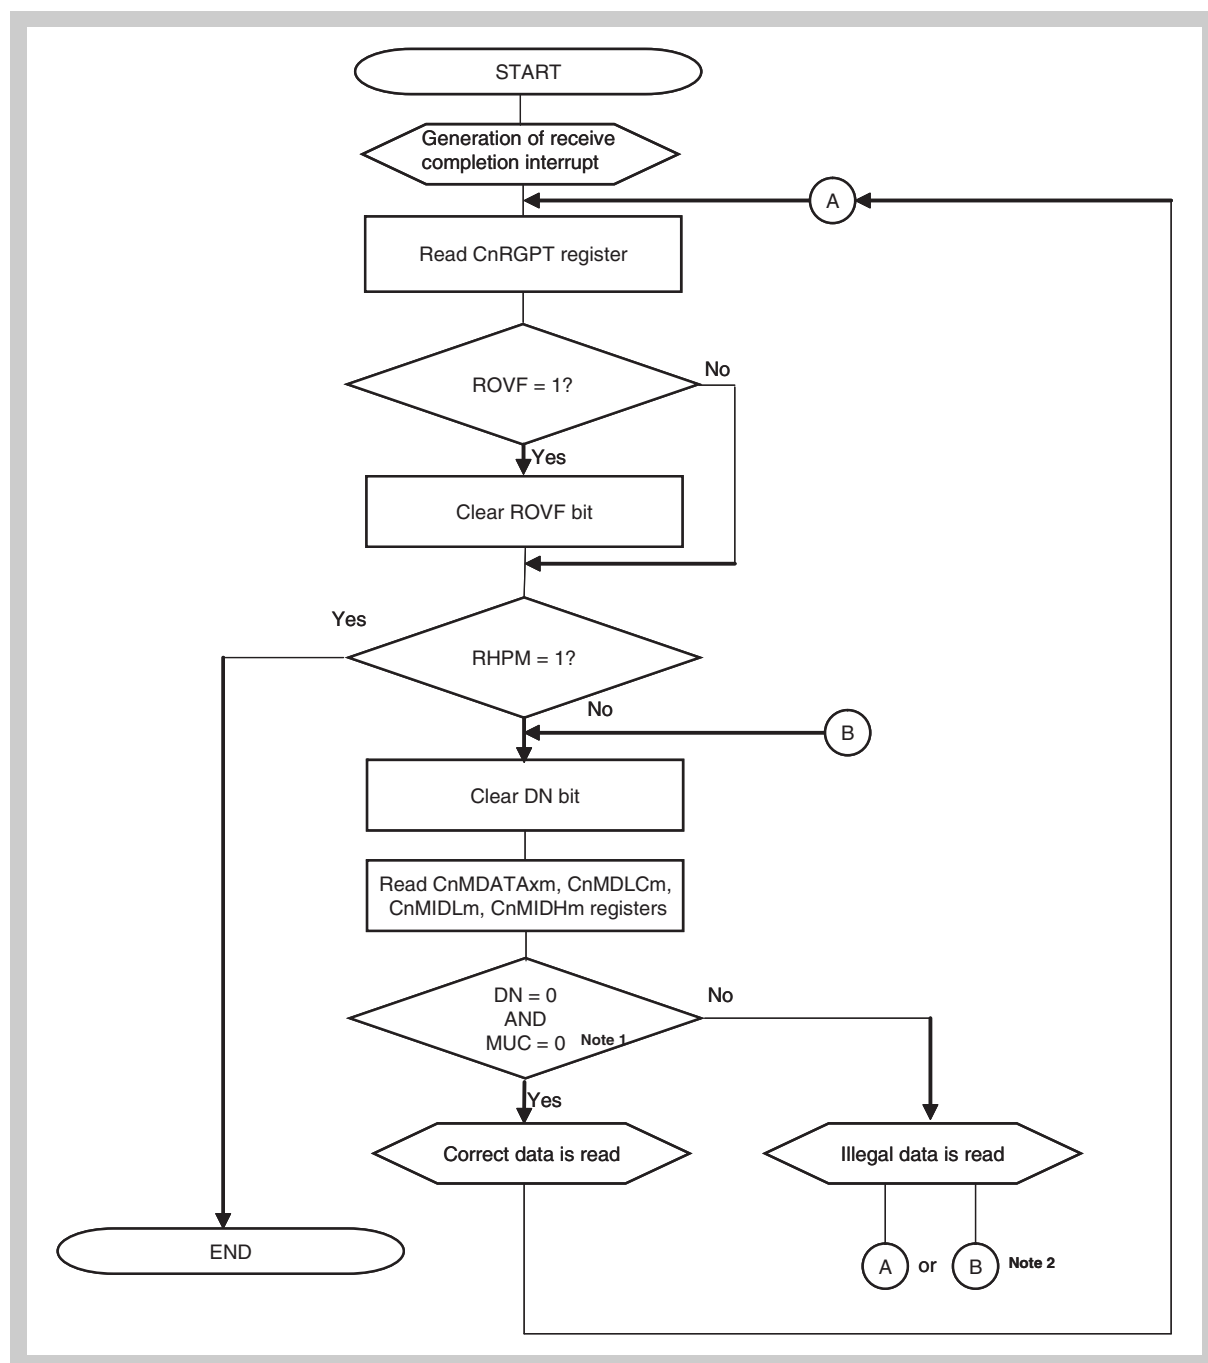 START
Generation of receive
completion interrupt
A
Read CnRGPT register
No
ROVF = 1?
Yes
Clear ROVF bit
Yes
RHPM = 1?
No
B
Clear DN bit
Read CnMDATAxm, CnMDLCm,
CnMIDLm, CnMIDHm registers
DN = 0
No
AND
MUC = 0 Note 1
Yes
Correct data is read
Illegal data is read
END
A or B Note 2